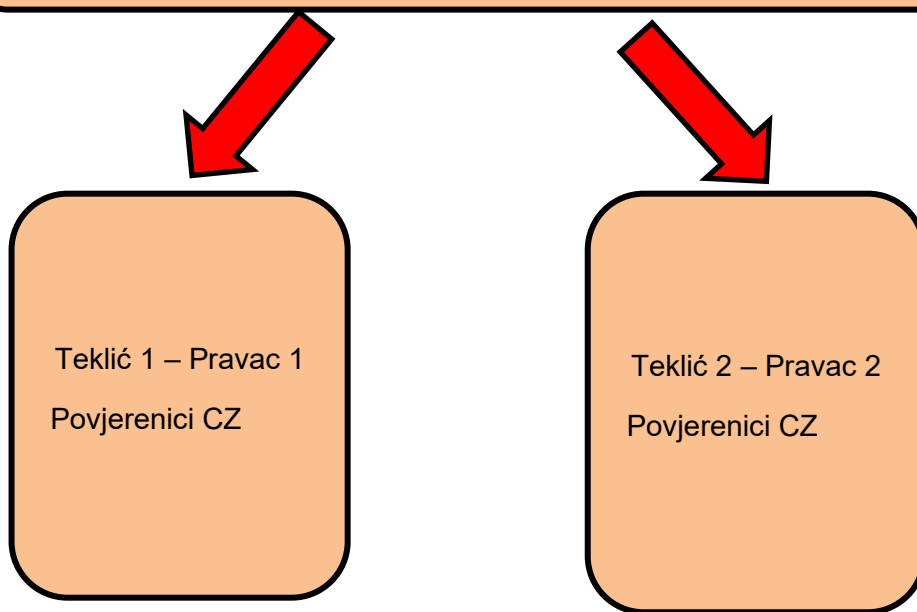 Teklić 1 – Pravac 1
Povjerenici CZ
Teklić 2 – Pravac 2
Povjerenici CZ